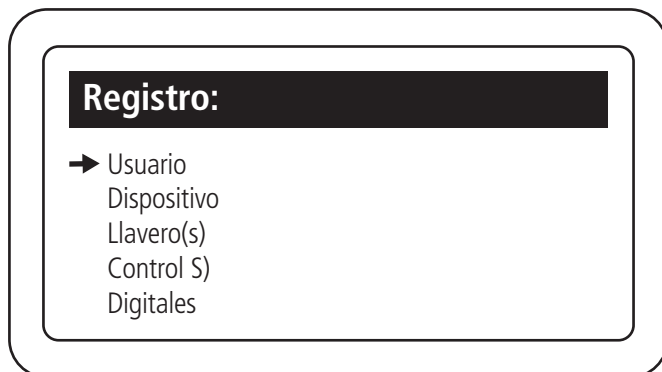 Registro:
Usuario
Dispositivo
Llavero(s)
Control S)
Digitales